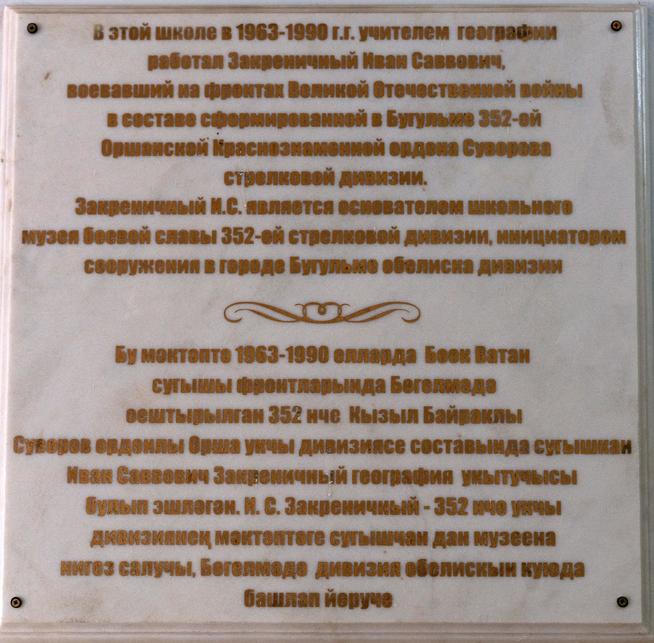 В этой школе в 1963-1990 г.г. учителем географии
работал Закреничный Иван Саввович,
воевавший на фронтах Великой Отечественной войны
в составе сформированной в Бугульме 352-ой
Оршанской Краснознаменной ордена Суворова
стрелковой дивизии.
Закреничный И.С. является основателем школьного
музея боевой славы 352-ой стрелковой дивизии, инициатором
сооружения в городе Бугульме обелиска дивизии
Бу мәктәптә 1963-1990 елларда Бөек Ватан
сугышы фронтларында Бөгелмәдә
оештырылган 352 нче Кызыл Байраклы
Суворов орденлы Орша укчы дивизиясе составында сугышкан
Иван Саввович Закреничный география укытучысы
булып эшләгән. И. С. Закреничный - 352 нче укчы
дивизиянең мәктәптәге сугышчан дан музеена
нигез салучы, Бөгелмәдә дивизия обелискын куюда
башлап йөрүче